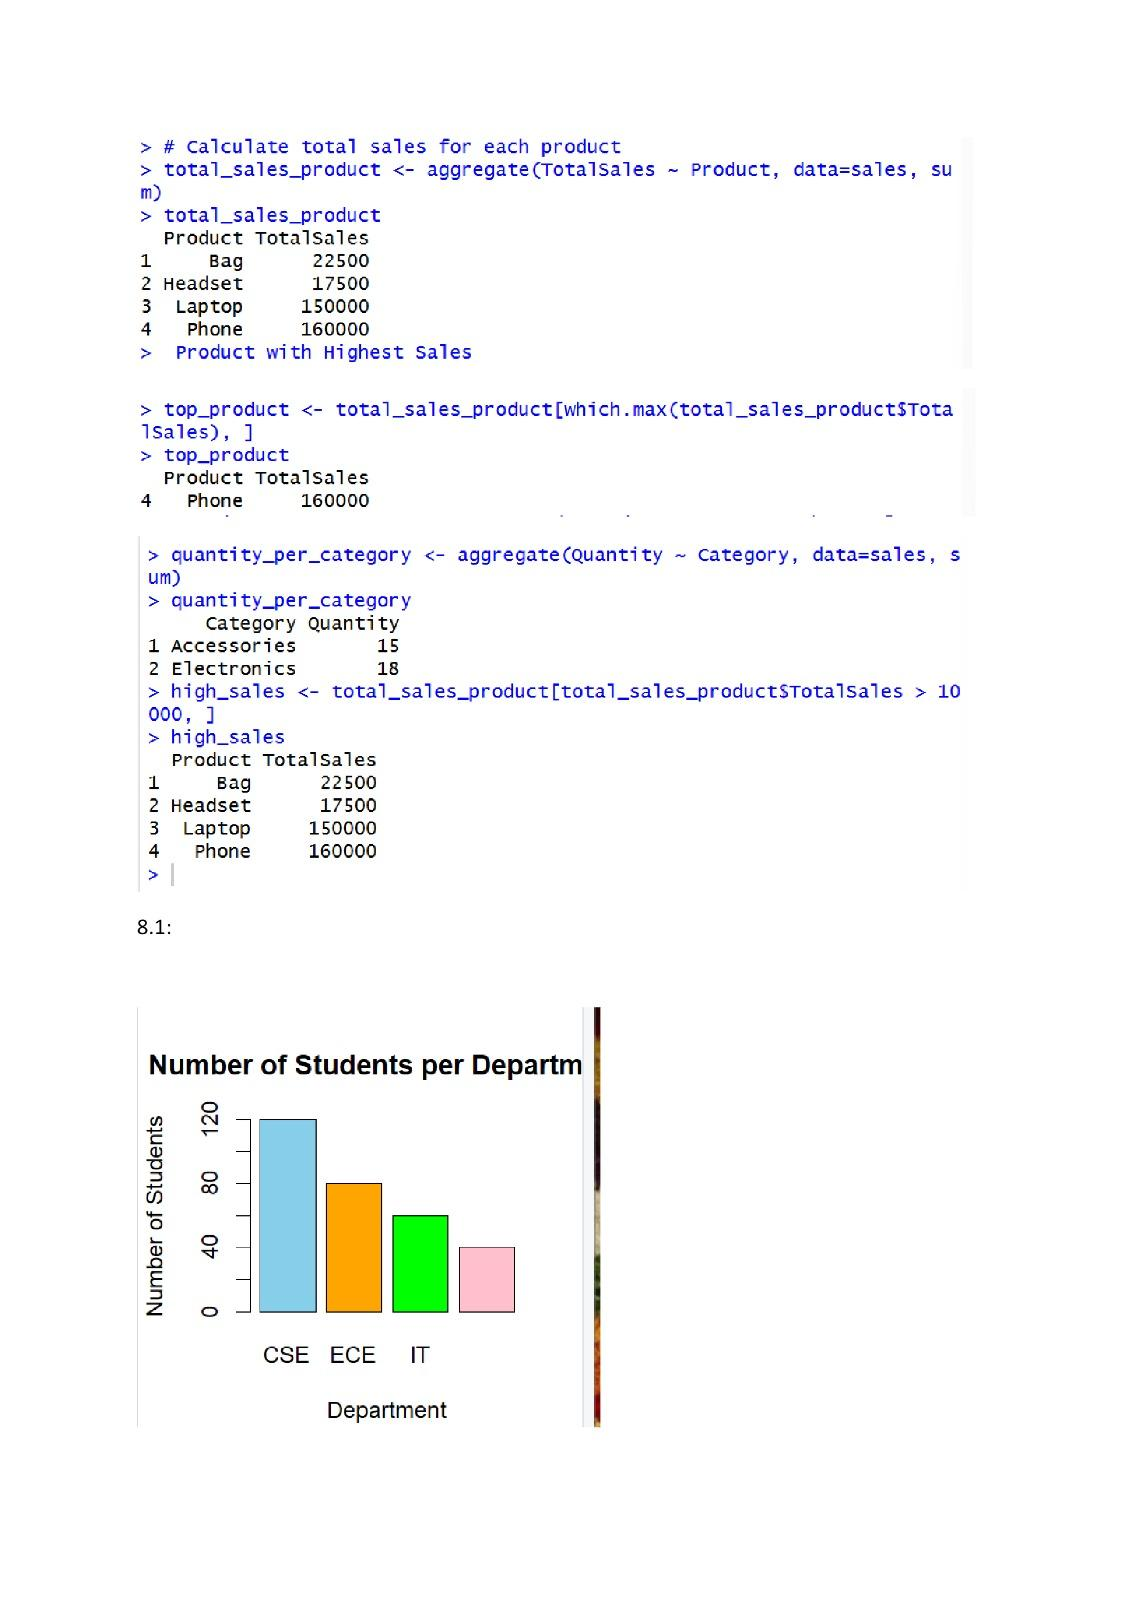 > # Calculate total sales for each product
> total_sales_product <- aggregate(TotalSales ~ Product, data=sales, su
m)
> total_sales_product
  Product TotalSales
1     Bag      22500
2 Headset      17500
3  Laptop     150000
4   Phone     160000
>  Product with Highest Sales
> top_product <- total_sales_product[which.max(total_sales_product$Tota
lSales), ]
> top_product
  Product TotalSales
4   Phone     160000
> quantity_per_category <- aggregate(Quantity ~ Category, data=sales, s
um)
> quantity_per_category
     Category Quantity
1 Accessories       15
2 Electronics       18
> high_sales <- total_sales_product[total_sales_product$TotalSales > 10
000, ]
> high_sales
  Product TotalSales
1     Bag      22500
2 Headset      17500
3  Laptop     150000
4   Phone     160000
>
8.1:
Number of Students per Departm
Number of Students
120
80
40
0
CSE ECE IT
Department